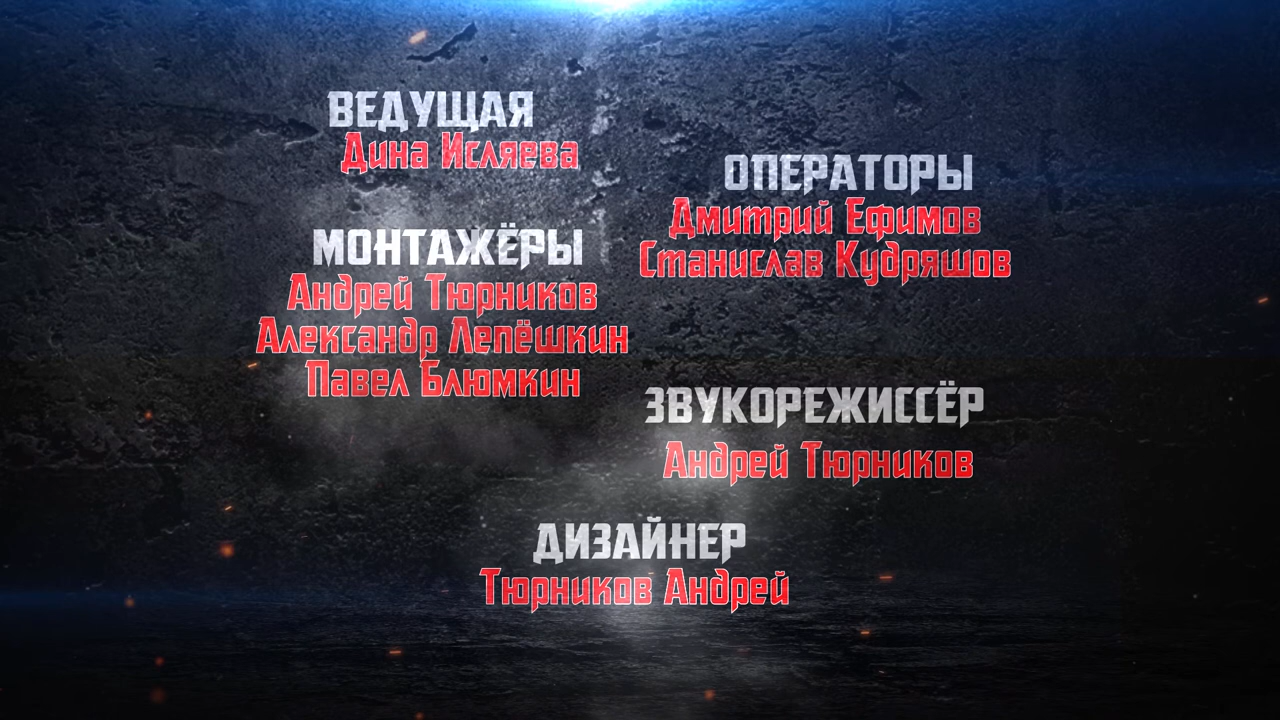 ВЕДУЩАЯ
Дина Исляева
МОНТАЖЁРЫ
Андрей Тюрников
Александр Лепёшкин
Павел Блюмкин
ОПЕРАТОРЫ
Дмитрий Ефимов
Станислав Кудряшов
ЗВУКОРЕЖИССЁР
Андрей Тюрников
ДИЗАЙНЕР
Тюрников Андрей